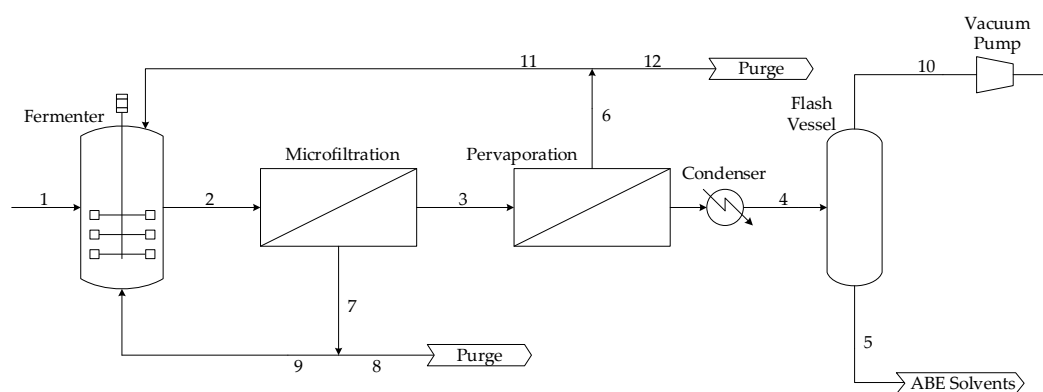 Vacuum
Pump
11
12
Purge
10
Flash
Vessel
Fermenter
6
Microfiltration
Pervaporation
Condenser
1
2
3
4
7
5
9
8
Purge
ABE Solvents